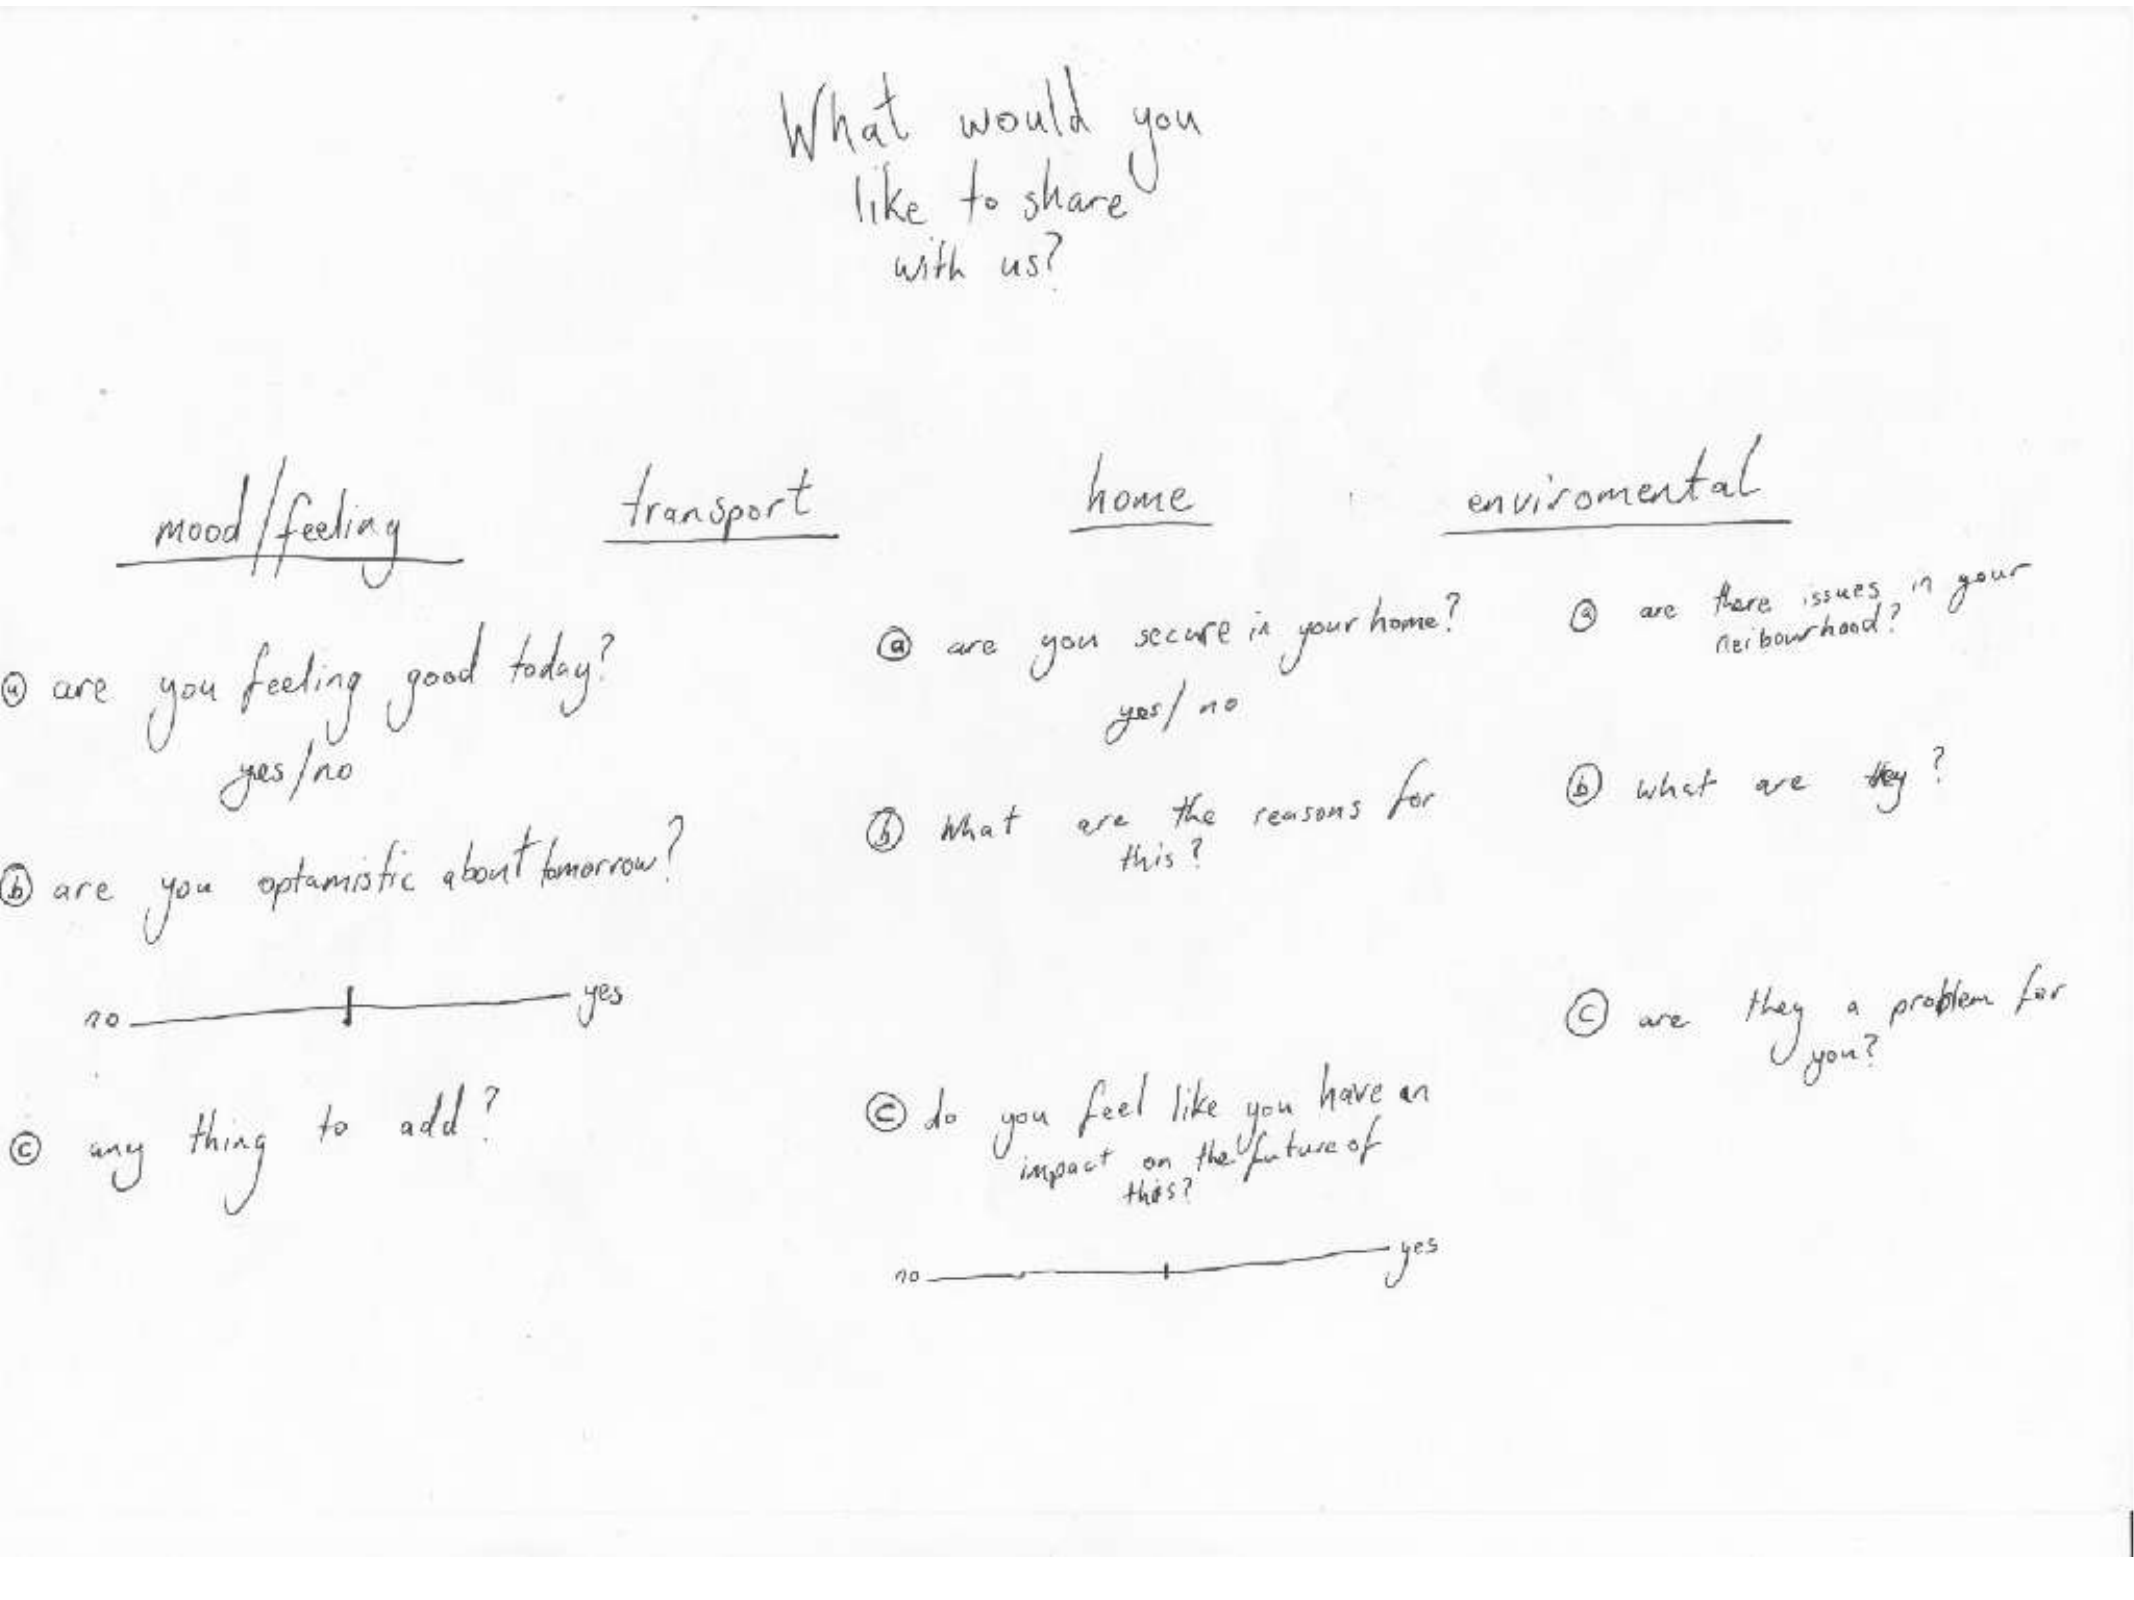 What would you
like to share
with us?
mood/feeling
ⓐ are you feeling good today?
yes/no
ⓑ are you optamistic about tomorrow?
no yes
ⓒ any thing to add?
transport
home
ⓐ are you secure in your home?
yes/ no
ⓑ What are the reasons for
this?
ⓒ do you feel like you have an
impact on the future of
this?
no yes
enviromental
ⓐ are there issues in your
neibourhood?
ⓑ what are they?
ⓒ are they a problem for
you?